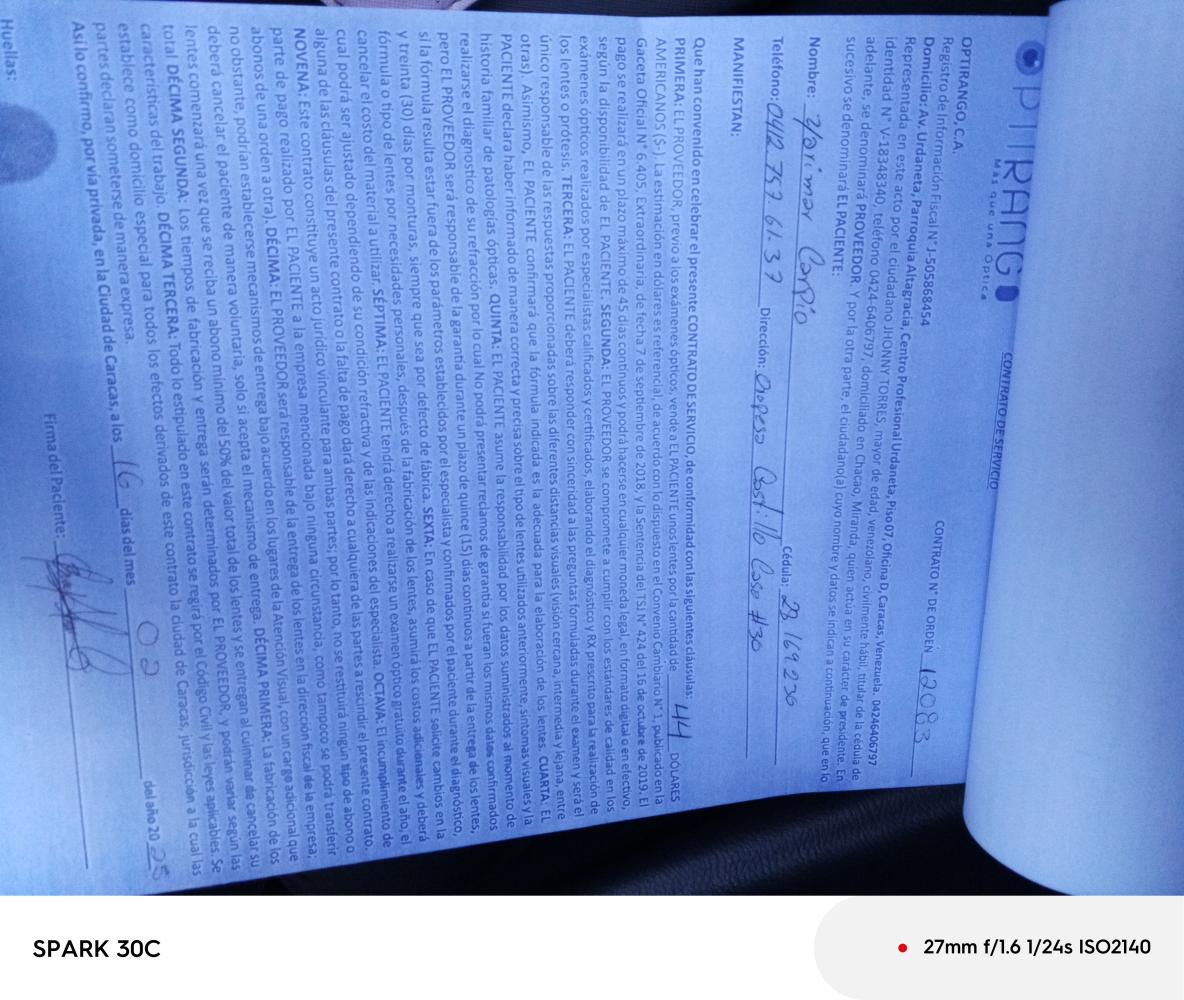 OPTIRANGO
Más que una Óptica
CONTRATO DE SERVICIO
CONTRATO N° DE ORDEN 12083
OPTIRANGO, C.A.
Registro de Información Fiscal N° J-505868454
Domicilio: Av. Urdaneta, Parroquia Altagracia, Centro Profesional Urdaneta, Piso 07, Oficina D, Caracas, Venezuela. 04246406797
Representada en este acto por el ciudadano JHONNY TORRES, mayor de edad, venezolano, civilmente hábil, titular de la cédula de
identidad N° V-18348340, teléfono 0424-6406797, domiciliado en Chacao, Miranda, quien actúa en su carácter de presidente. En
adelante, se denominará PROVEEDOR. Y por la otra parte, el ciudadano(a) cuyo nombre y datos se indican a continuación, que en lo
sucesivo se denominará EL PACIENTE:
Nombre: Carpio
Teléfono: 0412 757.61.37 Cédula: 28 169236
Dirección: Oropeza Castillo Casa #30
MANIFIESTAN:
Que han convenido en celebrar el presente CONTRATO DE SERVICIO, de conformidad con las siguientes cláusulas:
PRIMERA: EL PROVEEDOR, previo a los exámenes ópticos, vende a EL PACIENTE unos lentes por la cantidad de 44 DÓLARES
AMERICANOS ($.). La estimación en dólares es referencial, de acuerdo con lo dispuesto en el Convenio Cambiario N° 1, publicado en la
Gaceta Oficial N° 6.405, Extraordinaria, de fecha 7 de septiembre de 2018, y la Sentencia del TSJ N° 424 del 16 de octubre de 2019. El
pago se realizará en un plazo máximo de 45 días continuos y podrá hacerse en cualquier moneda legal, en formato digital o en efectivo,
según la disponibilidad de EL PACIENTE. SEGUNDA: EL PROVEEDOR se compromete a cumplir con los estándares de calidad en los
exámenes ópticos realizados por especialistas calificados y certificados, elaborando el diagnóstico y RX prescrito para la realización de
los lentes o prótesis. TERCERA: EL PACIENTE deberá responder con sinceridad a las preguntas formuladas durante el examen y será el
único responsable de las respuestas proporcionadas sobre las diferentes distancias visuales (visión cercana, intermedia y lejana, entre
otras). Asimismo, EL PACIENTE confirmará que la fórmula indicada es la adecuada para la elaboración de los lentes. CUARTA: EL
PACIENTE declara haber informado de manera correcta y precisa sobre el tipo de lentes utilizados anteriormente, síntomas visuales y la
historia familiar de patologías ópticas. QUINTA: EL PACIENTE asume la responsabilidad por los datos suministrados al momento de
realizarse el diagnostico de su refracción por lo cual No podrá presentar reclamos de garantía si fueran los mismos datos confirmados
pero EL PROVEEDOR será responsable de la garantía durante un plazo de quince (15) días continuos a partir de la entrega de los lentes,
si la fórmula resulta estar fuera de los parámetros establecidos por el especialista y confirmados por el paciente durante el diagnóstico,
y treinta (30) días por monturas, siempre que sea por defecto de fábrica. SEXTA: En caso de que EL PACIENTE solicite cambios en la
fórmula o tipo de lentes por necesidades personales, después de la fabricación de los lentes, asumirá los costos adicionales y deberá
cancelar el costo del material a utilizar. SÉPTIMA: EL PACIENTE tendrá derecho a realizarse un examen óptico gratuito durante el año, el
cual podrá ser ajustado dependiendo de su condición refractiva y de las indicaciones del especialista. OCTAVA: El incumplimiento de
alguna de las cláusulas del presente contrato o la falta de pago dará derecho a cualquiera de las partes a rescindir el presente contrato.
NOVENA: Este contrato constituye un acto jurídico vinculante para ambas partes; por lo tanto, no se restituirá ningún tipo de abono o
parte de pago realizado por EL PACIENTE a la empresa mencionada bajo ninguna circunstancia, como tampoco se podrá transferir
abonos de una orden a otra). DÉCIMA: EL PROVEEDOR será responsable de la entrega de los lentes en la dirección fiscal de la empresa;
no obstante, podrían establecerse mecanismos de entrega bajo acuerdo en los lugares de la Atención Visual, con un cargo adicional que
deberá cancelar el paciente de manera voluntaria, solo si acepta el mecanismo de entrega. DÉCIMA PRIMERA: La fabricación de los
lentes comenzará una vez que se reciba un abono mínimo del 50% del valor total de los lentes y se entregan al culminar de cancelar su
total DÉCIMA SEGUNDA: Los tiempos de fabricación y entrega serán determinados por EL PROVEEDOR, y podrán variar según las
características del trabajo. DÉCIMA TERCERA: Todo lo estipulado en este contrato se regirá por el Código Civil y las leyes aplicables. Se
establece como domicilio especial para todos los efectos derivados de este contrato la ciudad de Caracas, jurisdicción a la cual las
partes declaran someterse de manera expresa.
Así lo confirmo, por vía privada, en la Ciudad de Caracas, a los 16 días del mes 02 del año 2025
Firma del Paciente:
Huellas:
SPARK 30C
27mm f/1.6 1/24s ISO2140